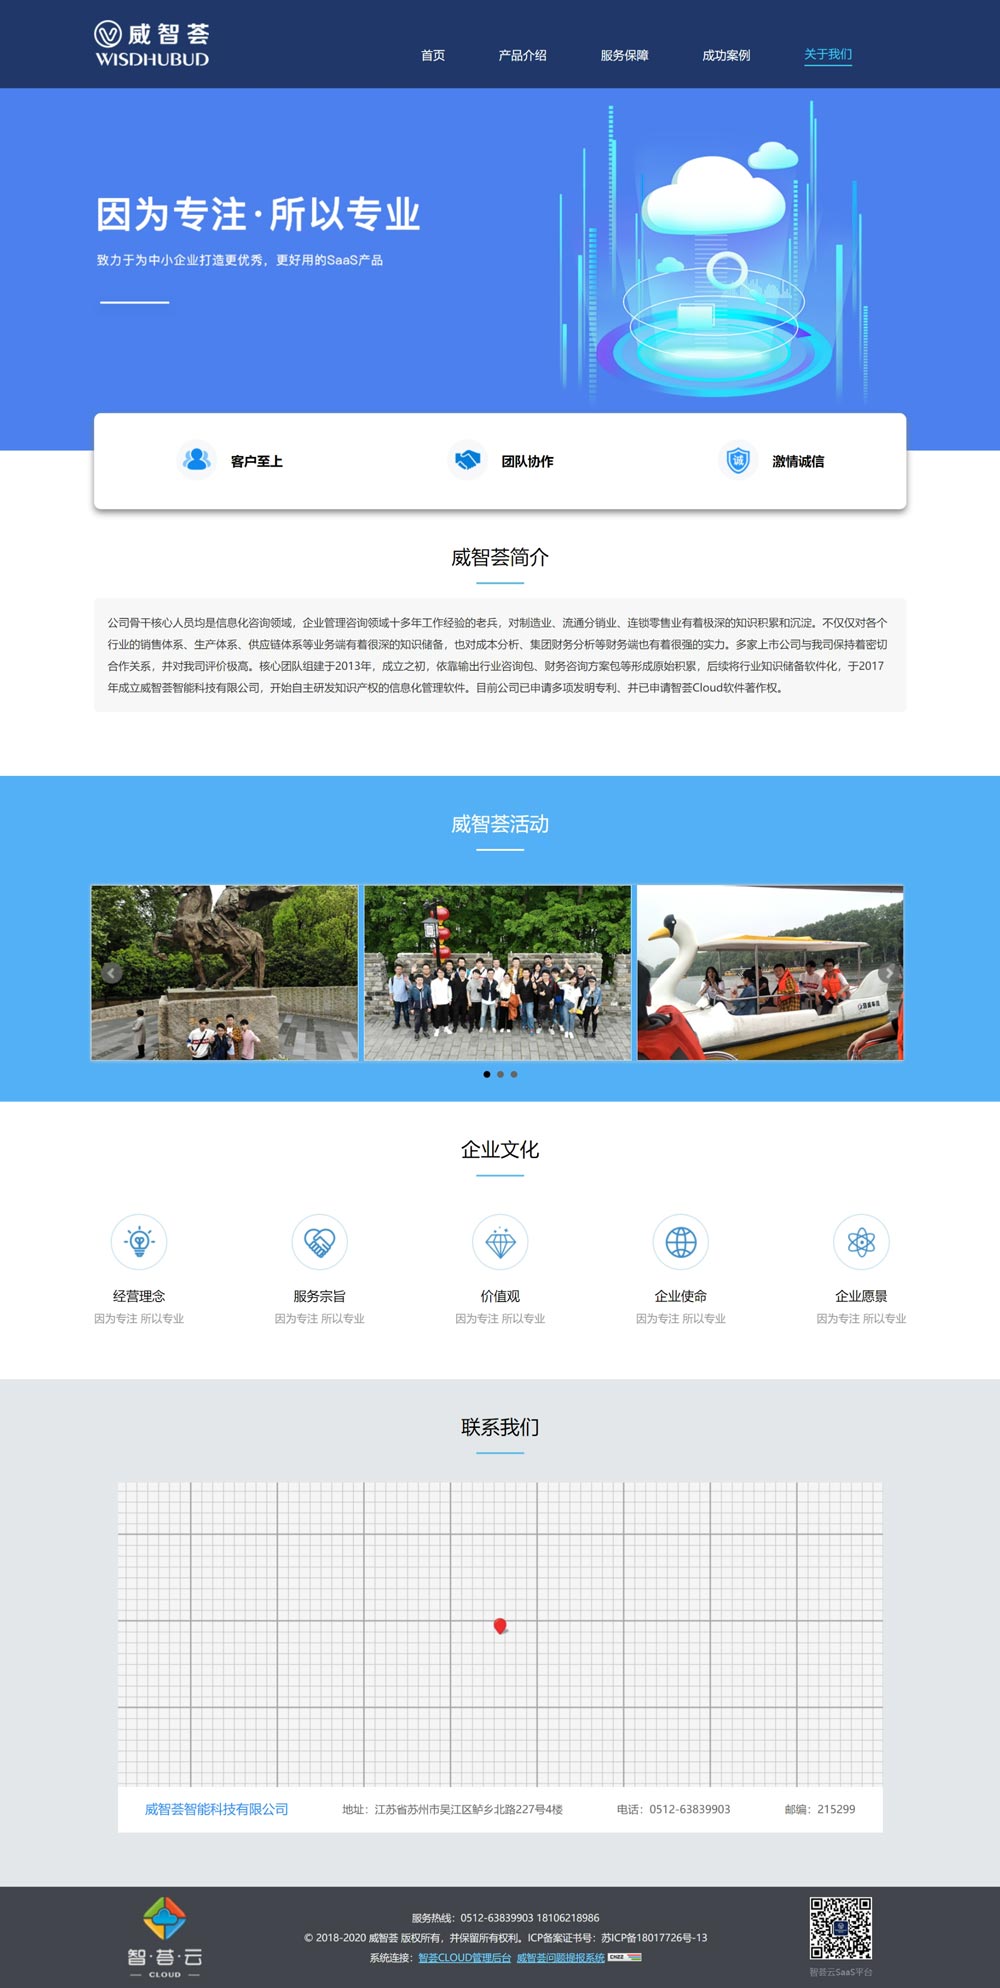 威智荟
WISDHUBUD
首页 产品介绍 服务保障 成功案例 关于我们
因为专注·所以专业
致力于为中小企业打造更优秀，更好用的SaaS产品
客户至上 团队协作 诚 激情诚信
威智荟简介
公司骨干核心人员均是信息化咨询领域，企业管理咨询领域十多年工作经验的老兵，对制造业、流通分销业、连锁零售业有着极深的知识积累和沉淀。不仅仅对各个
行业的销售体系、生产体系、供应链体系等业务端有着很深的知识储备，也对成本分析、集团财务分析等财务端也有着很强的实力。多家上市公司与我司保持着密切
合作关系，并对我司评价极高。核心团队组建于2013年，成立之初，依靠输出行业咨询包、财务咨询方案包等形成原始积累，后续将行业知识储备软件化，于2017
年成立威智荟智能科技有限公司，开始自主研发知识产权的信息化管理软件。目前公司已申请多项发明专利、并已申请智荟Cloud软件著作权。
威智荟活动
企业文化
经营理念 服务宗旨 价值观 企业使命 企业愿景
因为专注 所以专业 因为专注 所以专业 因为专注 所以专业 因为专注 所以专业 因为专注 所以专业
联系我们
威智荟智能科技有限公司 地址：江苏省苏州市吴江区鲈乡北路227号4楼 电话：0512-63839903 邮编：215299
智·荟·云
CLOUD
服务热线：0512-63839903 18106218986
© 2018-2020 威智荟 版权所有，并保留所有权利。ICP备案证书号：苏ICP备18017726号-13
系统连接：智荟CLOUD管理后台 威智荟问题提报系统 CNZZ
智荟云SaaS平台